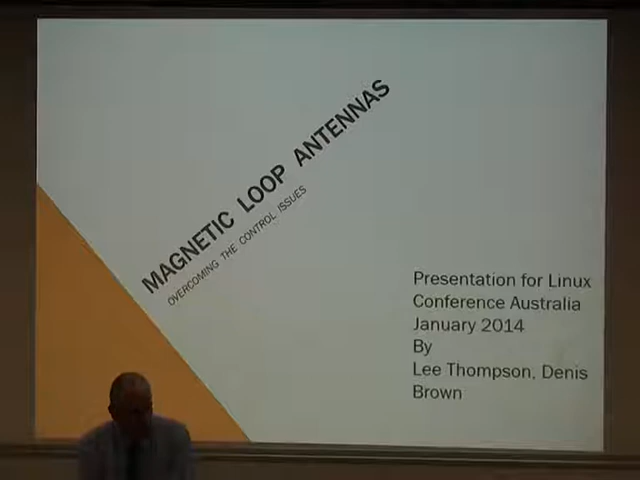 MAGNETIC LOOP ANTENNAS
OVERCOMING THE CONTROL ISSUES
Presentation for Linux
Conference Australia
January 2014
By
Lee Thompson, Denis
Brown